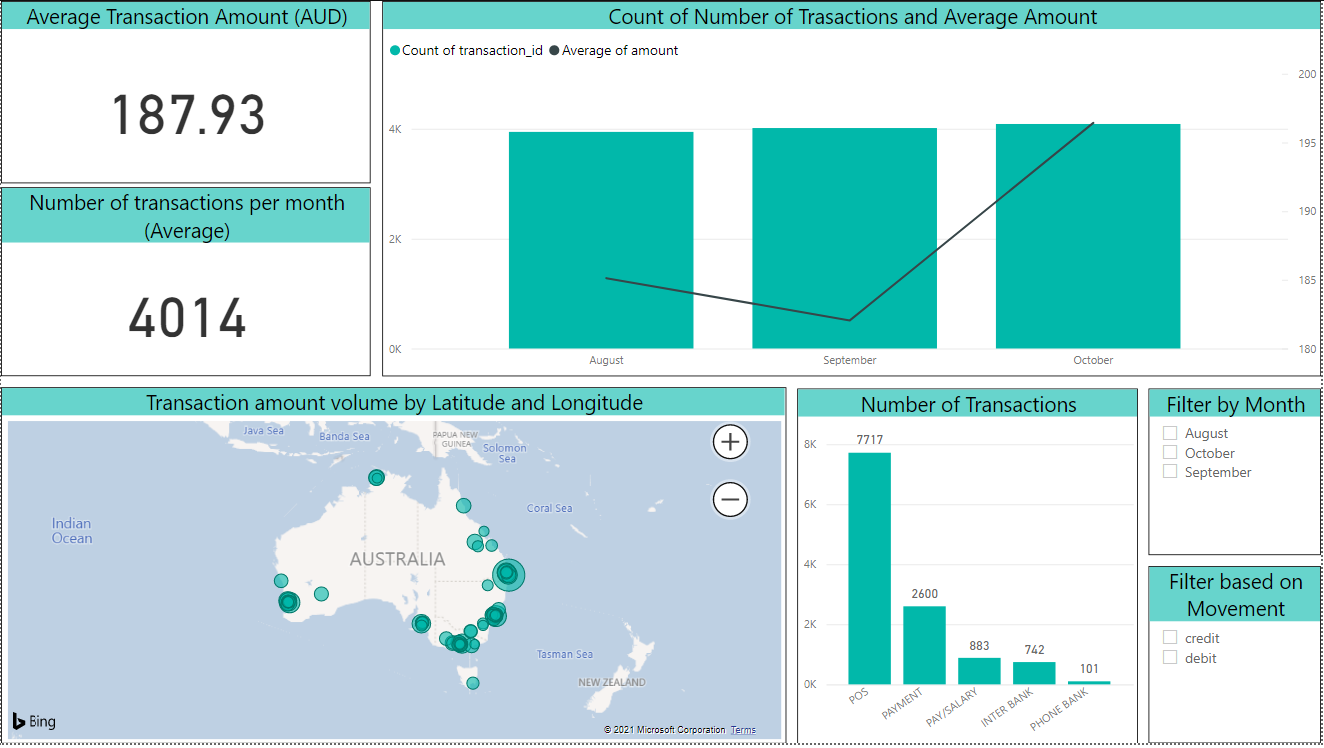 Average Transaction Amount (AUD)
187.93
Number of transactions per month
(Average)
4014
Count of Number of Trasactions and Average Amount
Count of transaction_id
Average of amount
4K
2K
0K
200
195
190
185
180
August
September
October
Transaction amount volume by Latitude and Longitude
Java Sea
Banda Sea
PAPUA NEW
GUINEA
Solomon
Sea
Coral Sea
Indian
Ocean
AUSTRALIA
Tasman Sea
NEW ZEALAND
Bing
© 2021 Microsoft Corporation Terms
Number of Transactions
8K
6K
4K
2K
0K
7717
2600
883
742
101
POS
PAYMENT
PAY/SALARY
INTER BANK
PHONE BANK
Filter by Month
August
October
September
Filter based on
Movement
credit
debit